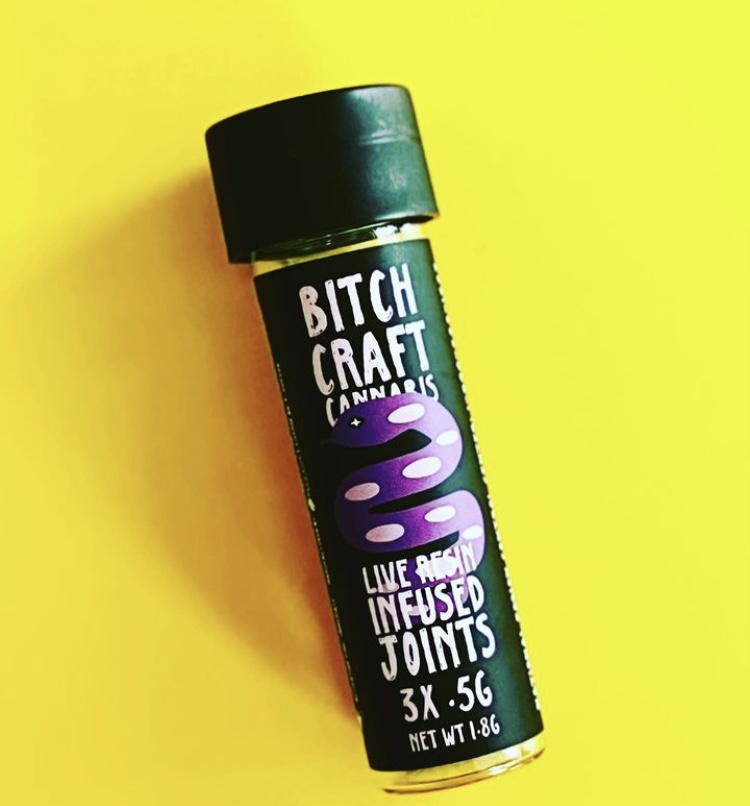 BITCH
CRAFT
CANNABIS
LIVE RESIN
INFUSED
JOINTS
3X .5G
NET WT 1.8G